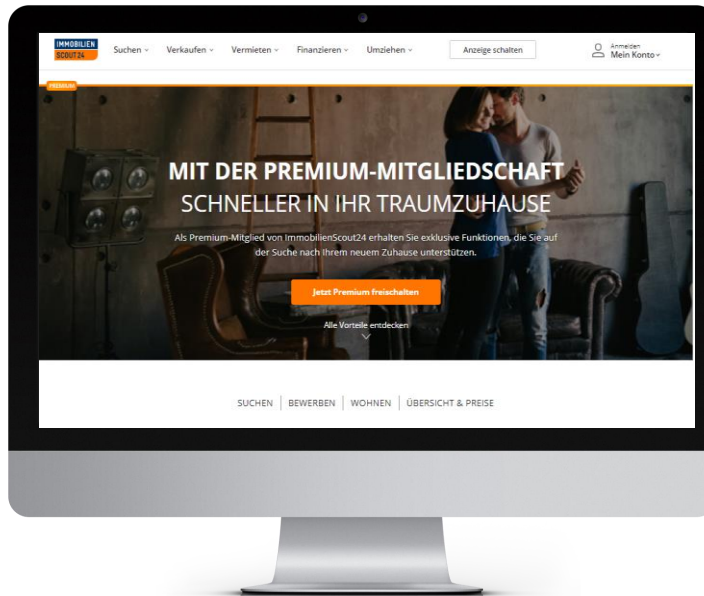 IMMOBILIEN
SCOUT24
Suchen
Verkaufen
Vermieten
Finanzieren
Umziehen
Anzeige schalten
Anmelden
Mein Konto
PREMIUM
MIT DER PREMIUM-MITGLIEDSCHAFT
SCHNELLER IN IHR TRAUMZUHAUSE
Als Premium-Mitglied von ImmobilienScout24 erhalten Sie exklusive Funktionen, die Sie auf
der Suche nach Ihrem neuem Zuhause unterstützen.
Jetzt Premium freischalten
Alle Vorteile entdecken
SUCHEN | BEWERBEN | WOHNEN | ÜBERSICHT & PREISE